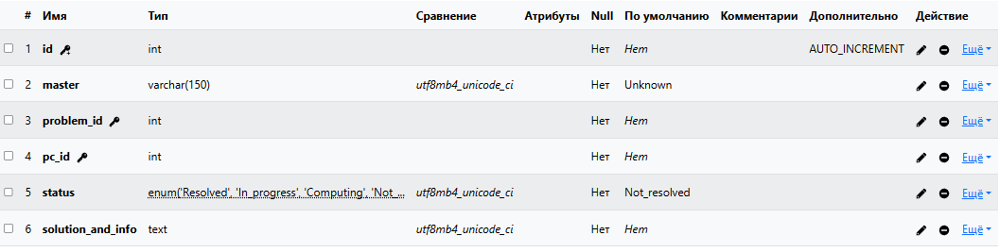 # Имя Тип Сравнение Атрибуты Null По умолчанию Комментарии Дополнительно Действие
1 id int Нет Нет AUTO_INCREMENT Ещё
2 master varchar(150) utf8mb4_unicode_ci Нет Unknown Ещё
3 problem_id int Нет Нет Ещё
4 pc_id int Нет Нет Ещё
5 status enum('Resolved', 'In_progress', 'Computing', 'Not_... utf8mb4_unicode_ci Нет Not_resolved Ещё
6 solution_and_info text utf8mb4_unicode_ci Нет Нет Ещё